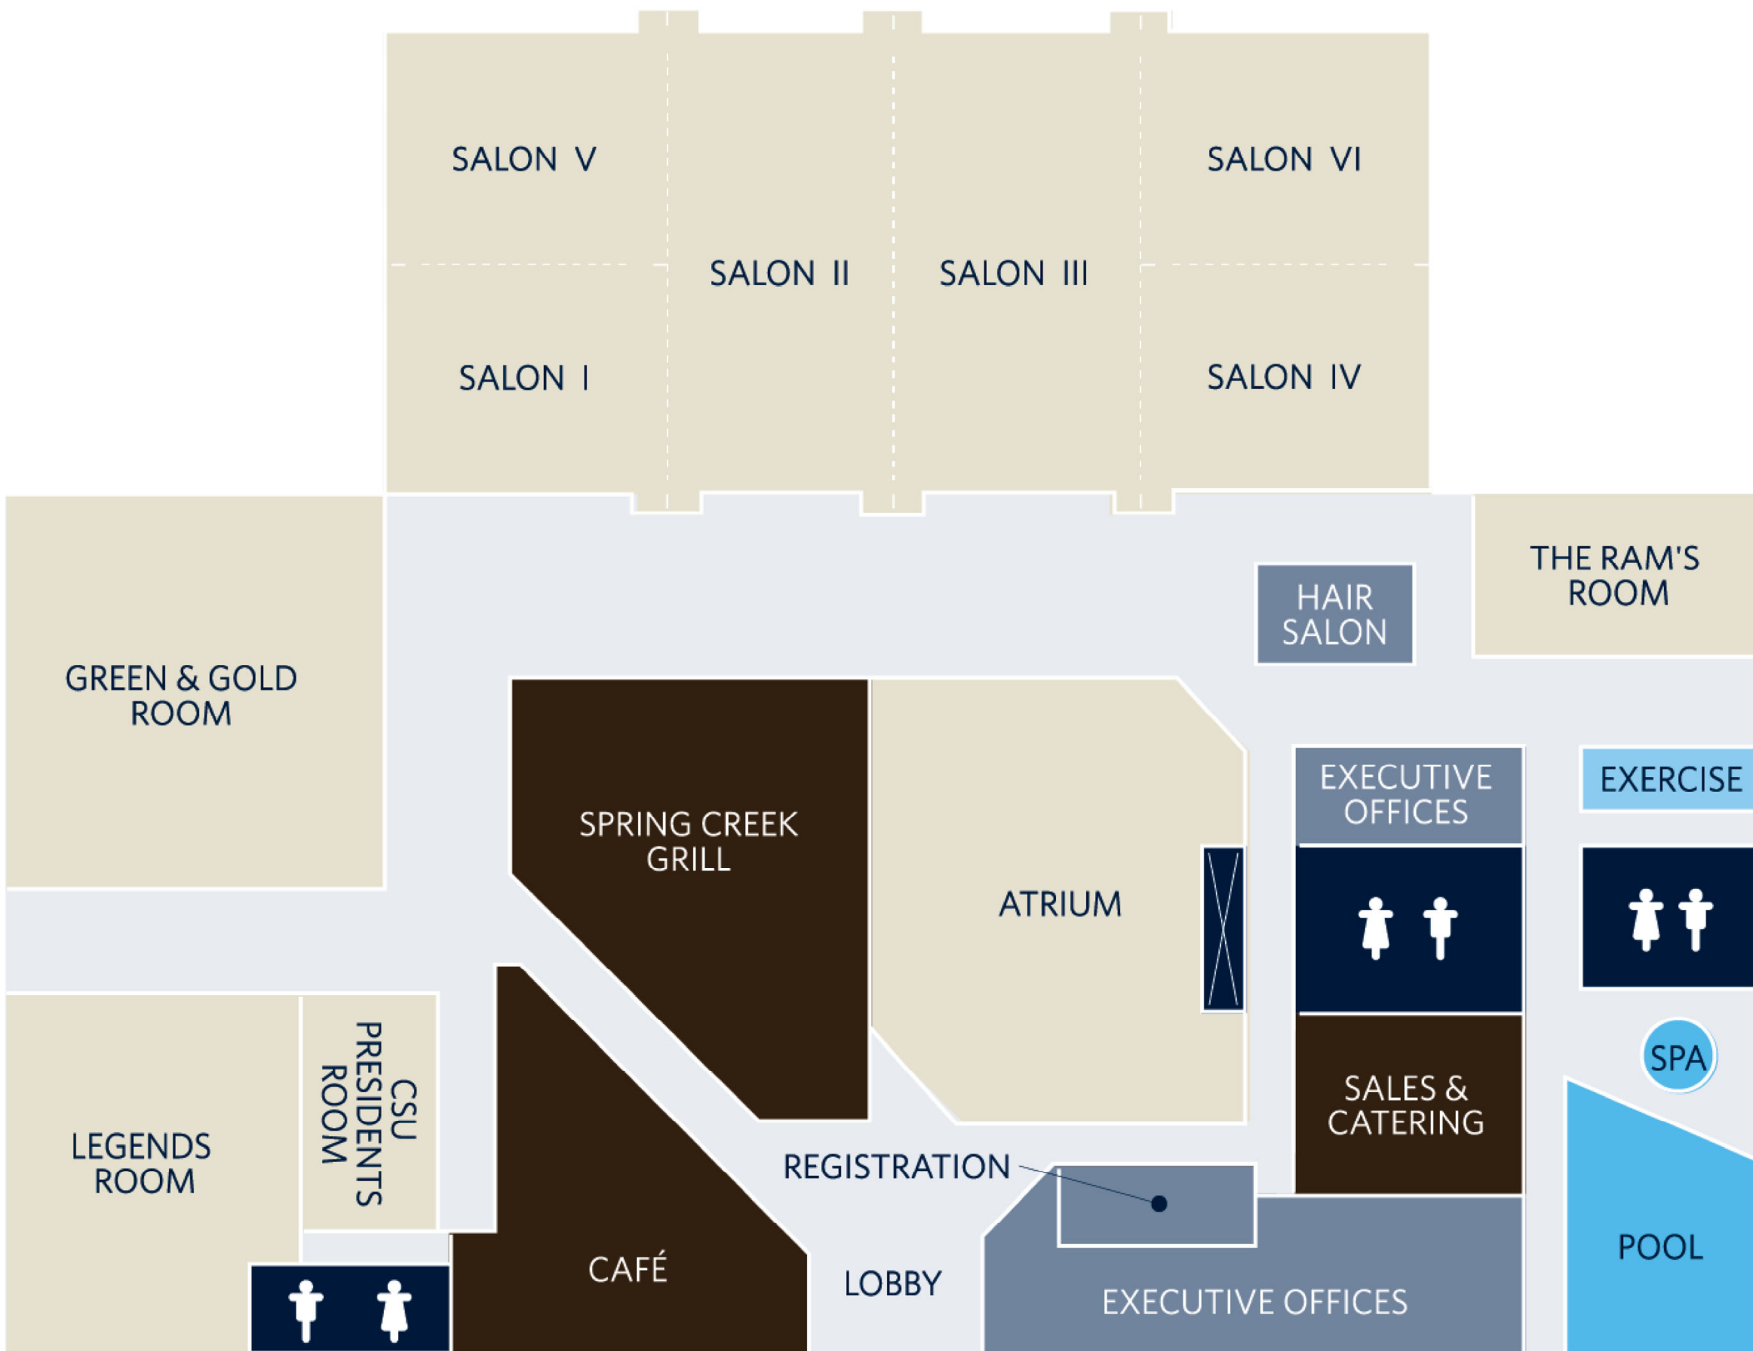 SALON V
SALON VI
SALON II
SALON III
SALON I
SALON IV
THE RAM'S
ROOM
HAIR
SALON
GREEN & GOLD
ROOM
EXECUTIVE
OFFICES
EXERCISE
SPRING CREEK
GRILL
ATRIUM
SPA
CSU
PRESIDENTS
ROOM
SALES &
CATERING
LEGENDS
ROOM
REGISTRATION
POOL
CAFÉ
LOBBY
EXECUTIVE OFFICES